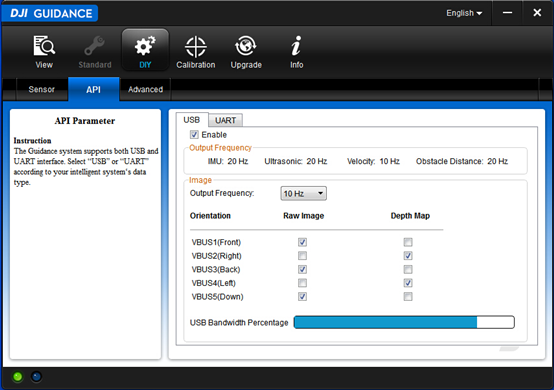 DJI GUIDANCE
English
View
Standard
DIY
Calibration
Upgrade
Info
Sensor
API
Advanced
API Parameter
Instruction
The Guidance system supports both USB and
UART interface. Select “USB” or “UART”
according to your intelligent system’s data
type.
USB
UART
Enable
Output Frequency
IMU: 20 Hz Ultrasonic: 20 Hz Velocity: 10 Hz Obstacle Distance: 20 Hz
Image
Output Frequency: 10 Hz
Orientation Raw Image Depth Map
VBUS1(Front)
VBUS2(Right)
VBUS3(Back)
VBUS4(Left)
VBUS5(Down)
USB Bandwidth Percentage